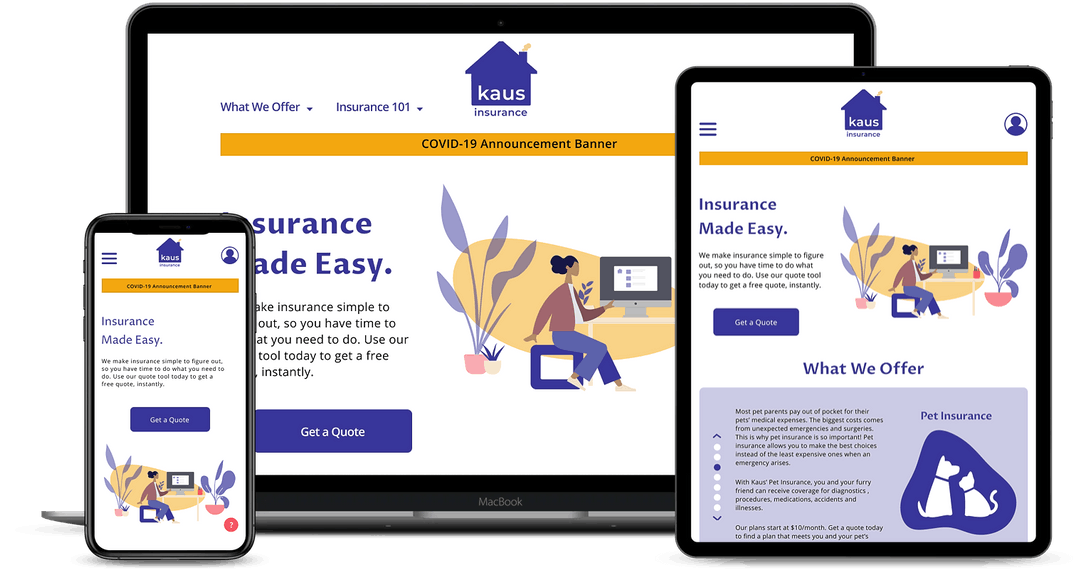 kaus
insurance
What We Offer
Insurance 101
COVID-19 Announcement Banner
surance
ade Easy.
ake insurance simple to
out, so you have time to
at you need to do. Use our
tool today to get a free
, instantly.
Get a Quote
MacBook
kaus
insurance
COVID-19 Announcement Banner
Insurance
Made Easy.
We make insurance simple to figure out,
so you have time to do what you need to
do. Use our quote tool today to get a
free quote, instantly.
Get a Quote
?
kaus
insurance
COVID-19 Announcement Banner
Insurance
Made Easy.
We make insurance simple to figure
out, so you have time to do what
you need to do. Use our quote tool
today to get a free quote, instantly.
Get a Quote
What We Offer
Most pet parents pay out of pocket for their
pets' medical expenses. The biggest costs
come from unexpected emergencies and surgeries.
This is why pet insurance is so important! Pet
insurance allows you to make the best choices
instead of the least expensive ones when an
emergency arises.
With Kaus' Pet Insurance, you and your furry
friend can receive coverage for diagnostics ,
procedures, medications, accidents and
illnesses.
Our plans start at $10/month. Get a quote today
to find a plan that meets you and your pet's
Pet Insurance